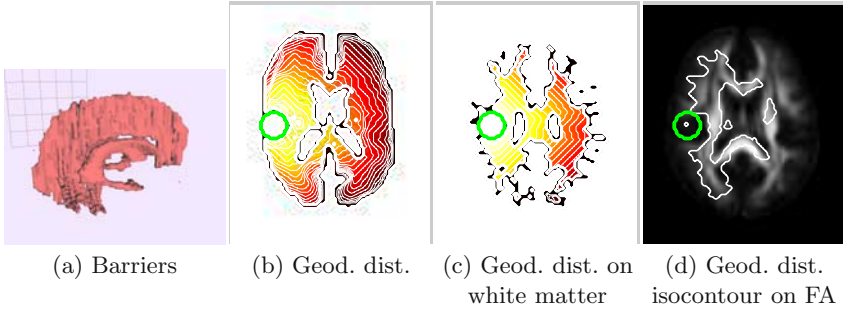 (a) Barriers
(b) Geod. dist.
(c) Geod. dist. on
white matter
(d) Geod. dist.
isocontour on FA